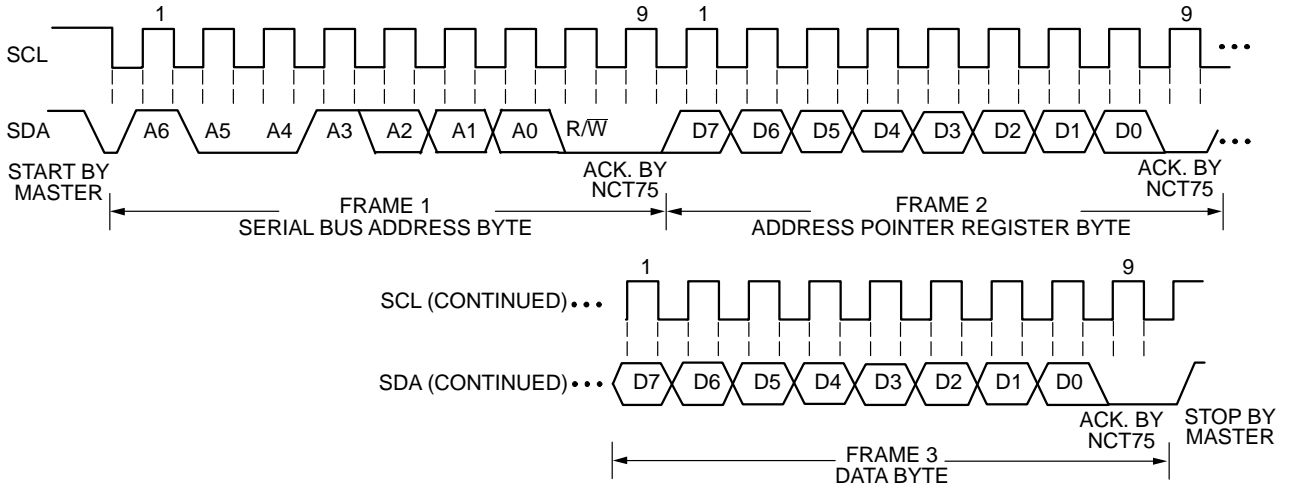 1 9 1 9
SCL
SDA A6 A5 A4 A3 A2 A1 A0 R/W̅ D7 D6 D5 D4 D3 D2 D1 D0
START BY
MASTER
ACK. BY
NCT75
ACK. BY
NCT75
FRAME 1
SERIAL BUS ADDRESS BYTE
FRAME 2
ADDRESS POINTER REGISTER BYTE
1 9
SCL (CONTINUED)
SDA (CONTINUED) D7 D6 D5 D4 D3 D2 D1 D0
ACK. BY
NCT75
STOP BY
MASTER
FRAME 3
DATA BYTE